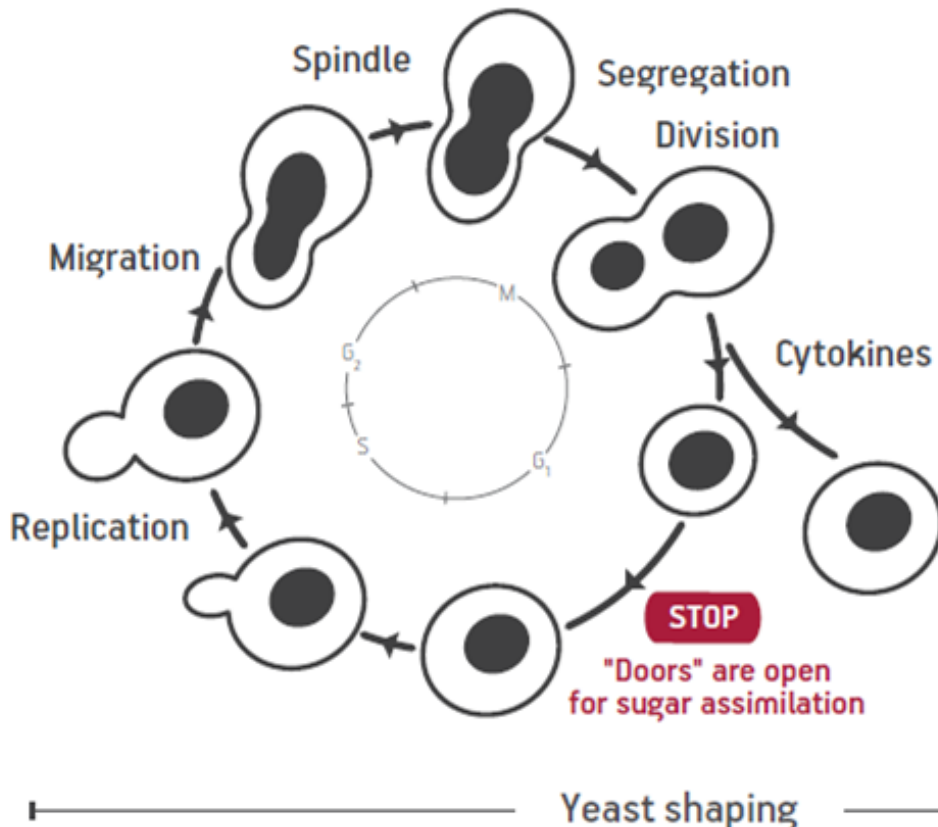 Spindle
Segregation
Division
Migration
M
G₂
Cytokines
S
G₁
Replication
STOP
"Doors" are open
for sugar assimilation
Yeast shaping